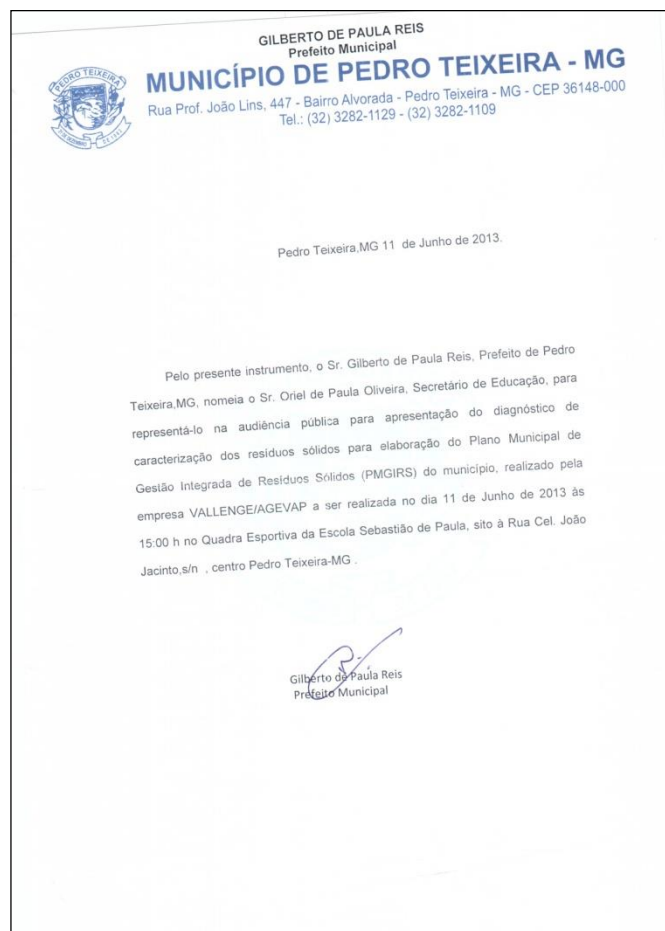 GILBERTO DE PAULA REIS
Prefeito Municipal
PEDRO TEIXEIRA
MUNICÍPIO DE PEDRO TEIXEIRA - MG
Rua Prof. João Lins, 447 - Bairro Alvorada - Pedro Teixeira - MG - CEP 36148-000
Tel.: (32) 3282-1129 - (32) 3282-1109
Pedro Teixeira,MG 11 de Junho de 2013.
Pelo presente instrumento, o Sr. Gilberto de Paula Reis, Prefeito de Pedro
Teixeira,MG, nomeia o Sr. Oriel de Paula Oliveira, Secretário de Educação, para
representá-lo na audiência pública para apresentação do diagnóstico de
caracterização dos resíduos sólidos para elaboração do Plano Municipal de
Gestão Integrada de Resíduos Sólidos (PMGIRS) do município, realizado pela
empresa VALLENGE/AGEVAP a ser realizada no dia 11 de Junho de 2013 às
15:00 h no Quadra Esportiva da Escola Sebastião de Paula, sito à Rua Cel. João
Jacinto,s/n , centro Pedro Teixeira-MG .
Gilberto de Paula Reis
Prefeito Municipal